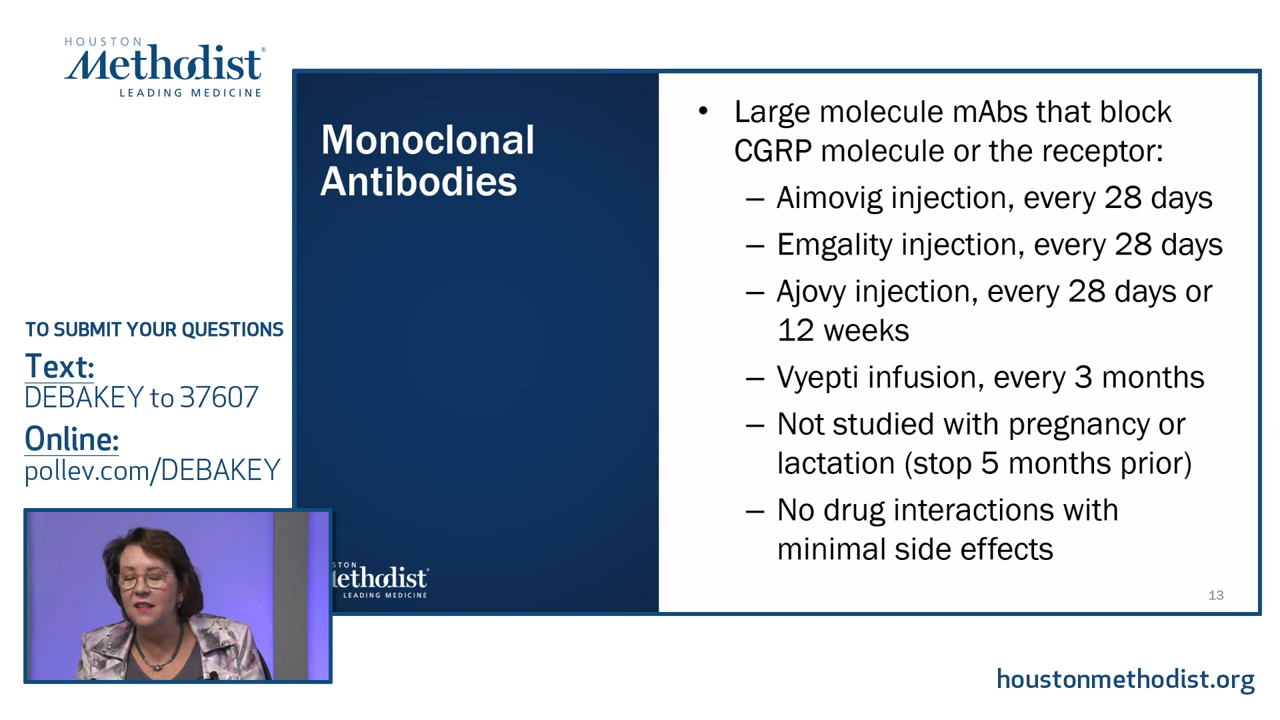 HOUSTON
Methodist®
LEADING MEDICINE
Monoclonal
Antibodies
• Large molecule mAbs that block
CGRP molecule or the receptor:
– Aimovig injection, every 28 days
– Emgality injection, every 28 days
– Ajovy injection, every 28 days or
12 weeks
– Vyepti infusion, every 3 months
– Not studied with pregnancy or
lactation (stop 5 months prior)
– No drug interactions with
minimal side effects
13
TO SUBMIT YOUR QUESTIONS
Text:
DEBAKEY to 37607
Online:
pollev.com/DEBAKEY
STON
ethodist
LEADING MEDICINE
houstonmethodist.org